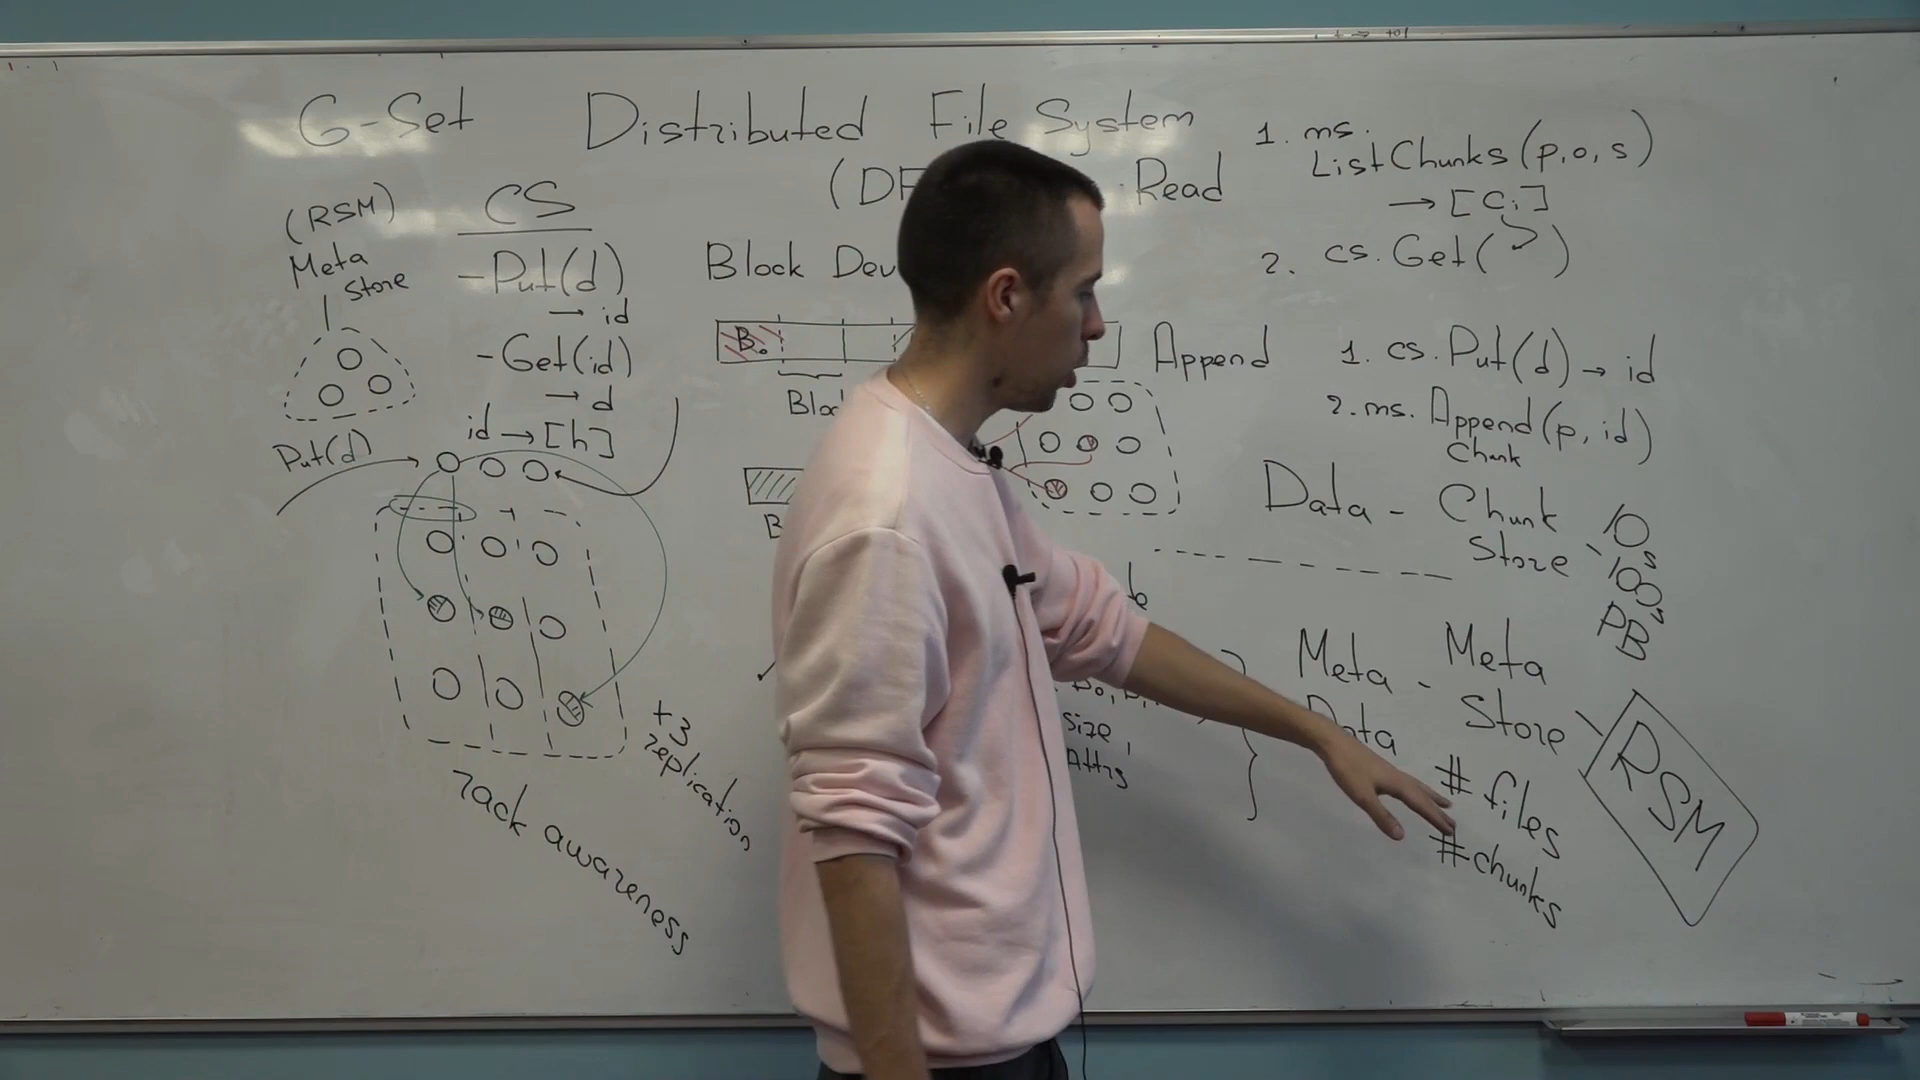 G-Set
Distributed File System
(DF
(RSM)
Meta
Store
CS
-Put(d)
→ id
-Get(id)
→ d
id → [h]
Put(d)
rack awareness
+3
replication
Block Dev
B₀
Read
1. ms.
ListChunks(p,o,s)
→ [cᵢ]
2. cs.Get( )
Append
1. cs.Put(d) → id
2. ms.Append(p, id)
Chunk
Data - Chunk
Store
10s
100s
PB
Meta - Meta
Data Store
RSM
# files
# chunks
Size,
Attrs